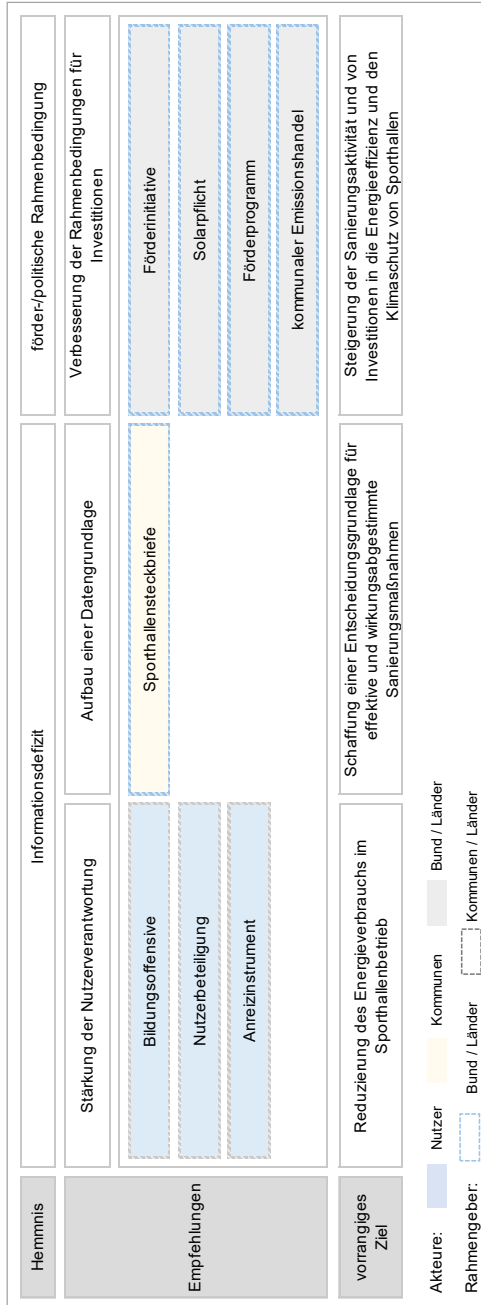 Hemmnis
Informationsdefizit
förder-/politische Rahmenbedingung
Empfehlungen
Stärkung der Nutzerverantwortung
Aufbau einer Datengrundlage
Verbesserung der Rahmenbedingungen für
Investitionen
Bildungsoffensive
Sporthallensteckbriefe
Förderinitiative
Nutzerbeteiligung
Solarpflicht
Anreizinstrument
Förderprogramm
kommunaler Emissionshandel
vorrangiges
Ziel
Reduzierung des Energieverbrauchs im
Sporthallenbetrieb
Schaffung einer Entscheidungsgrundlage für
effektive und wirkungsabgestimmte
Sanierungsmaßnahmen
Steigerung der Sanierungsaktivität und von
Investitionen in die Energieeffizienz und den
Klimaschutz von Sporthallen
Akteure: Nutzer Kommunen Bund / Länder
Rahmengeber: Bund / Länder Kommunen / Länder